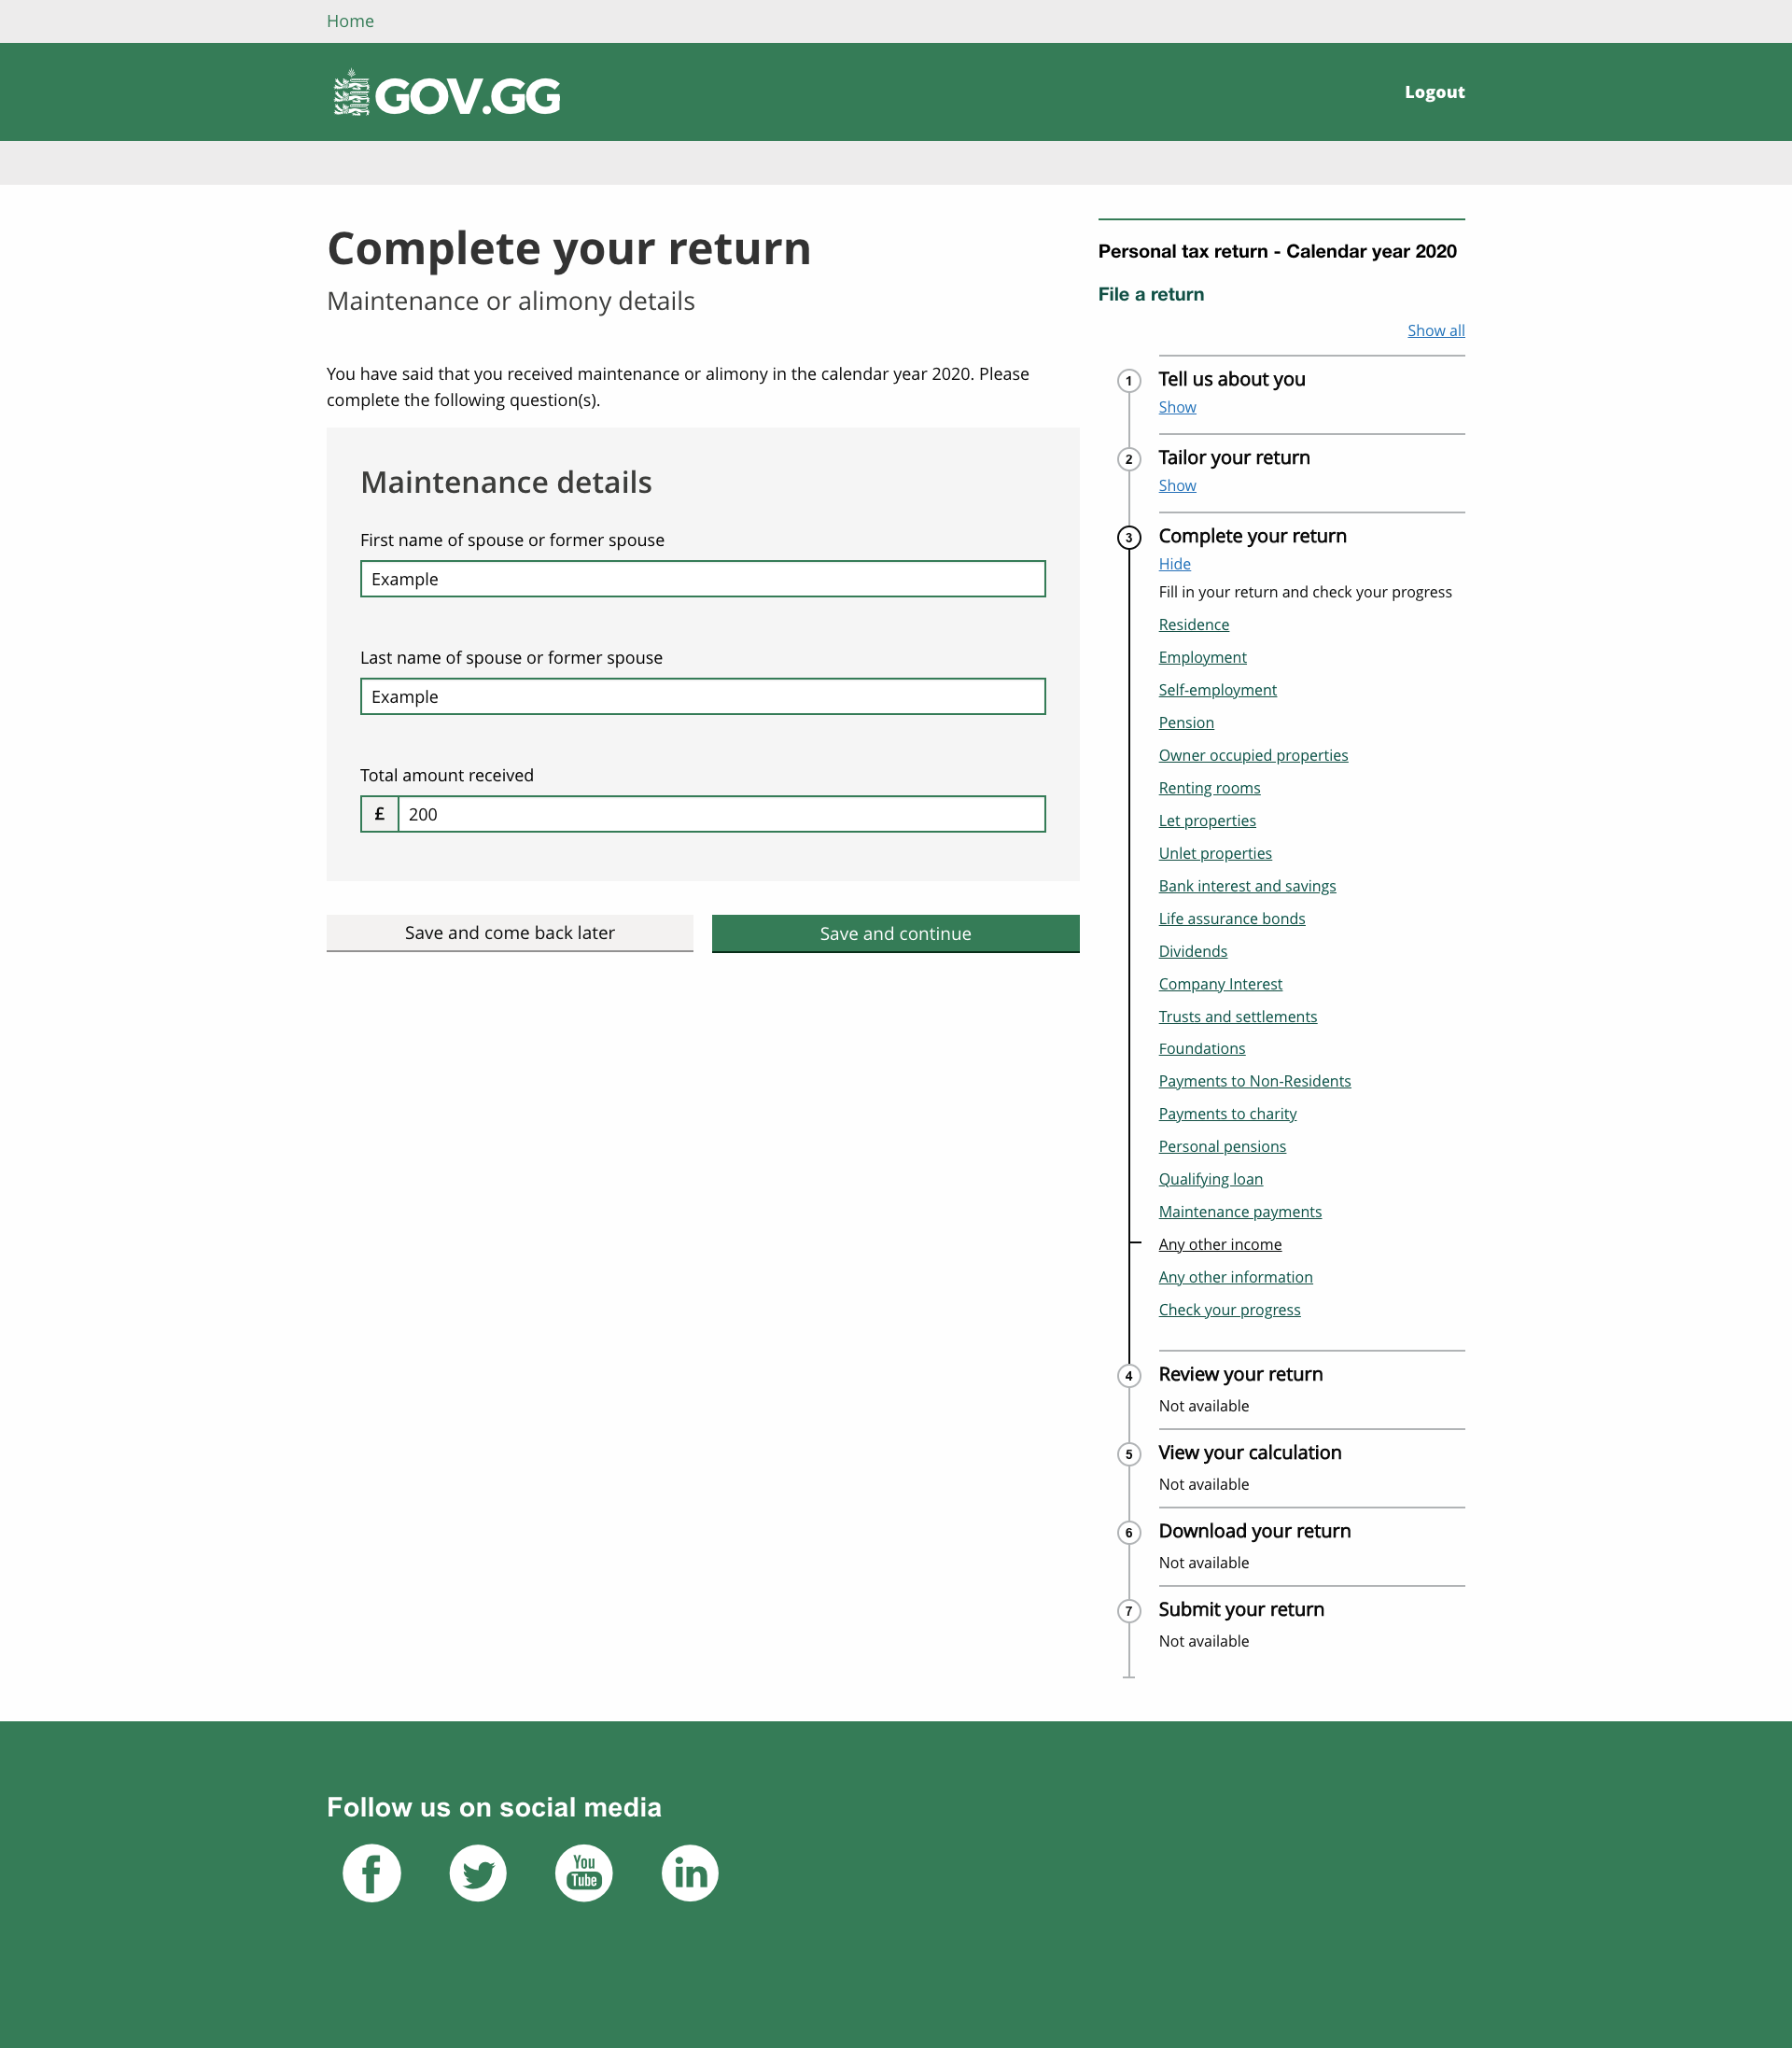 Home
GOV.GG
Logout
Complete your return
Maintenance or alimony details
You have said that you received maintenance or alimony in the calendar year 2020. Please
complete the following question(s).
Maintenance details
First name of spouse or former spouse
Example
Last name of spouse or former spouse
Example
Total amount received
£ 200
Save and come back later
Save and continue
Personal tax return - Calendar year 2020
File a return
Show all
1 Tell us about you
Show
2 Tailor your return
Show
3 Complete your return
Hide
Fill in your return and check your progress
Residence
Employment
Self-employment
Pension
Owner occupied properties
Renting rooms
Let properties
Unlet properties
Bank interest and savings
Life assurance bonds
Dividends
Company Interest
Trusts and settlements
Foundations
Payments to Non-Residents
Payments to charity
Personal pensions
Qualifying loan
Maintenance payments
Any other income
Any other information
Check your progress
4 Review your return
Not available
5 View your calculation
Not available
6 Download your return
Not available
7 Submit your return
Not available
Follow us on social media
f
You
Tube
in